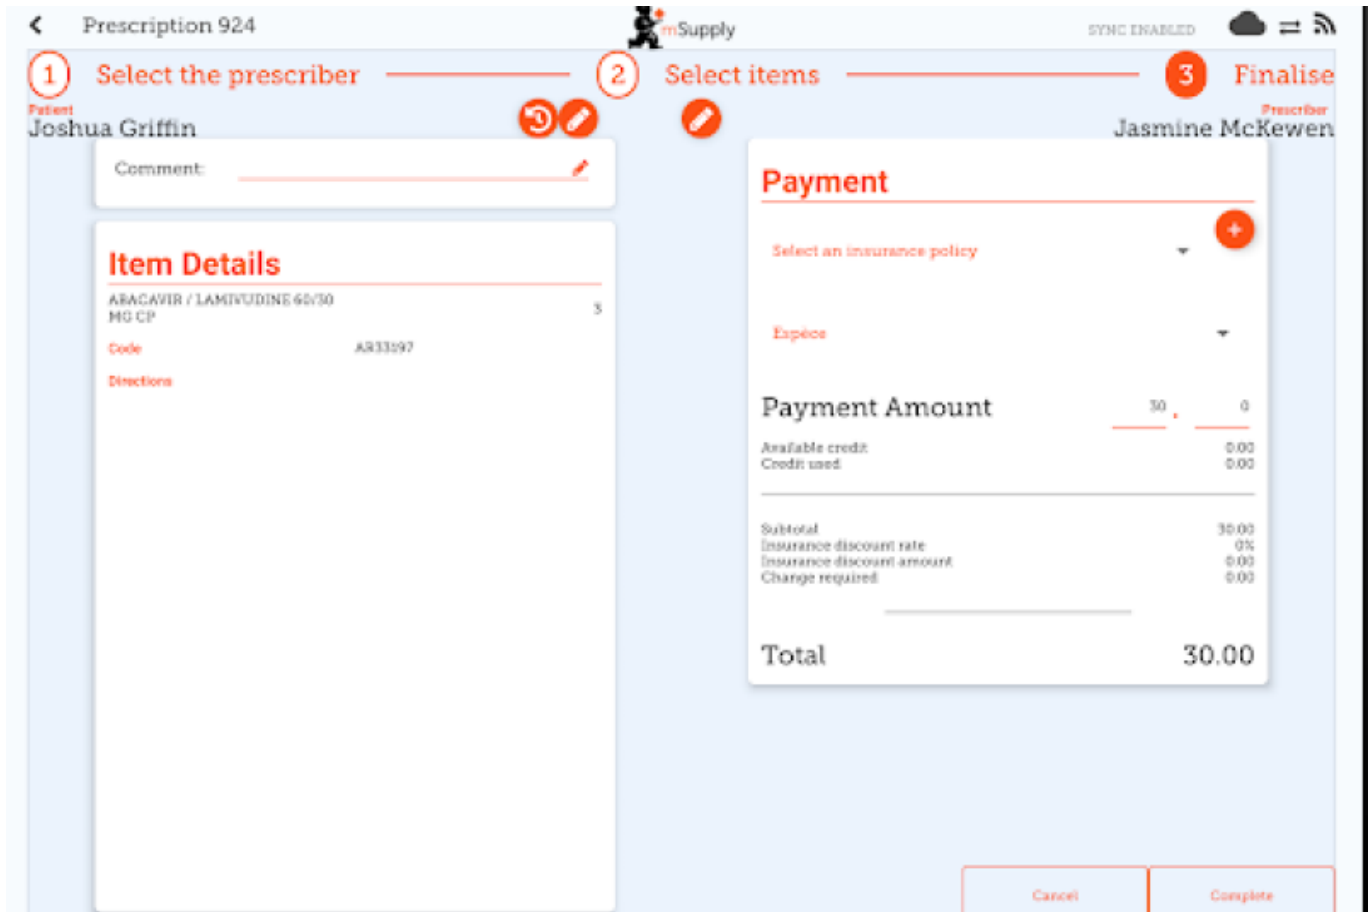 Prescription 924
mSupply
SYNC ENABLED
1 Select the prescriber
2 Select items
3 Finalise
Patient
Joshua Griffin
Prescriber
Jasmine McKewen
Comment:
Item Details
ABACAVIR / LAMIVUDINE 60/30
MG CP
3
Code AR33197
Directions
Payment
+
Select an insurance policy
Espèce
Payment Amount 30 . 0
Available credit 0.00
Credit used 0.00
Subtotal 30.00
Insurance discount rate 0%
Insurance discount amount 0.00
Change required 0.00
Total 30.00
Cancel
Complete